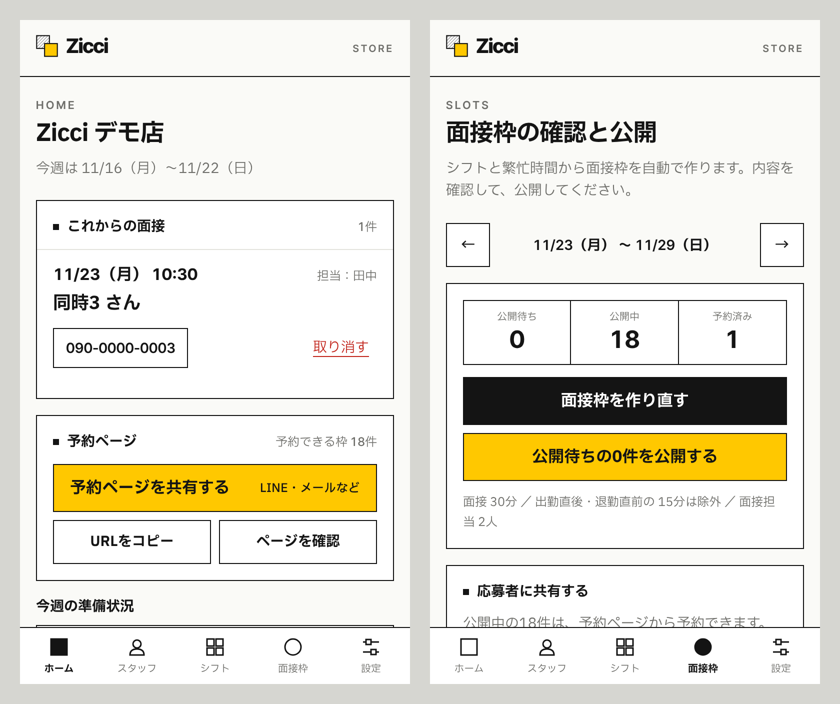 Zicci
STORE
HOME
Zicci デモ店
今週は 11/16（月）〜11/22（日）
これからの面接
1件
11/23（月） 10:30
担当：田中
同時3 さん
090-0000-0003
取り消す
予約ページ
予約できる枠 18件
予約ページを共有する
LINE・メールなど
URLをコピー
ページを確認
今週の準備状況
ホーム
スタッフ
シフト
面接枠
設定
Zicci
STORE
SLOTS
面接枠の確認と公開
シフトと繁忙時間から面接枠を自動で作ります。内容を
確認して、公開してください。
←
11/23（月） 〜 11/29（日）
→
公開待ち
公開中
予約済み
0
18
1
面接枠を作り直す
公開待ちの0件を公開する
面接 30分 ／ 出勤直後・退勤直前の 15分は除外 ／ 面接担
当 2人
応募者に共有する
公開中の18件は、予約ページから予約できます。
ホーム
スタッフ
シフト
面接枠
設定